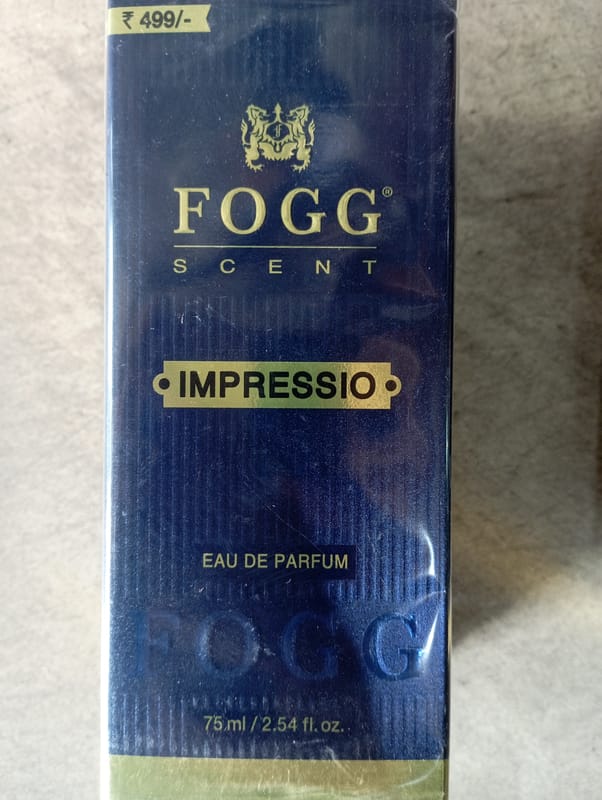 ₹ 499/-
FOGG®
SCENT
IMPRESSIO
EAU DE PARFUM
FOGG
75 ml / 2.54 fl. oz.